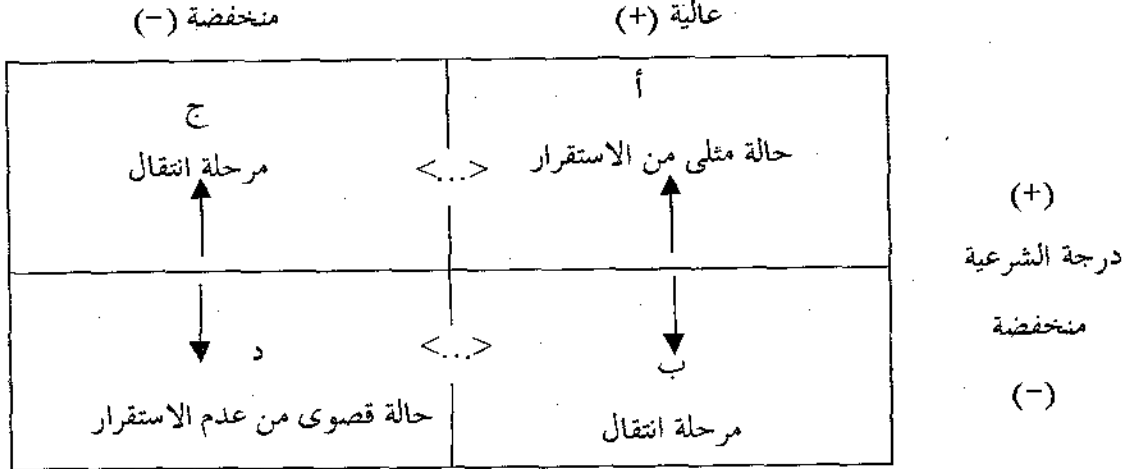 عالية (+) منخفضة (-)
أ
حالة مثلى من الاستقرار
<...>
ج
مرحلة انتقال
(+)
درجة الشرعية
منخفضة
(-)
ب
مرحلة انتقال
<...>
د
حالة قصوى من عدم الاستقرار